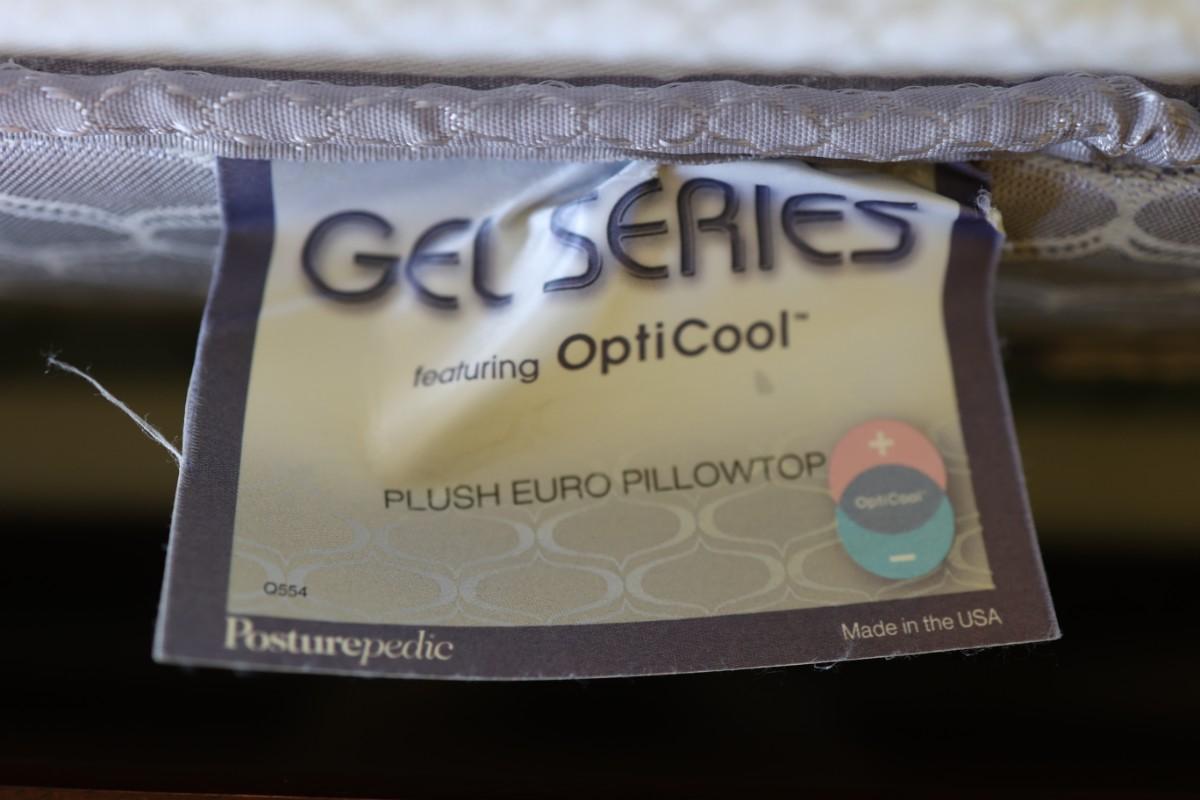 GEL SERIES
featuring OptiCool™
PLUSH EURO PILLOWTOP
+
OptiCool™
−
Q554
Posturepedic
Made in the USA